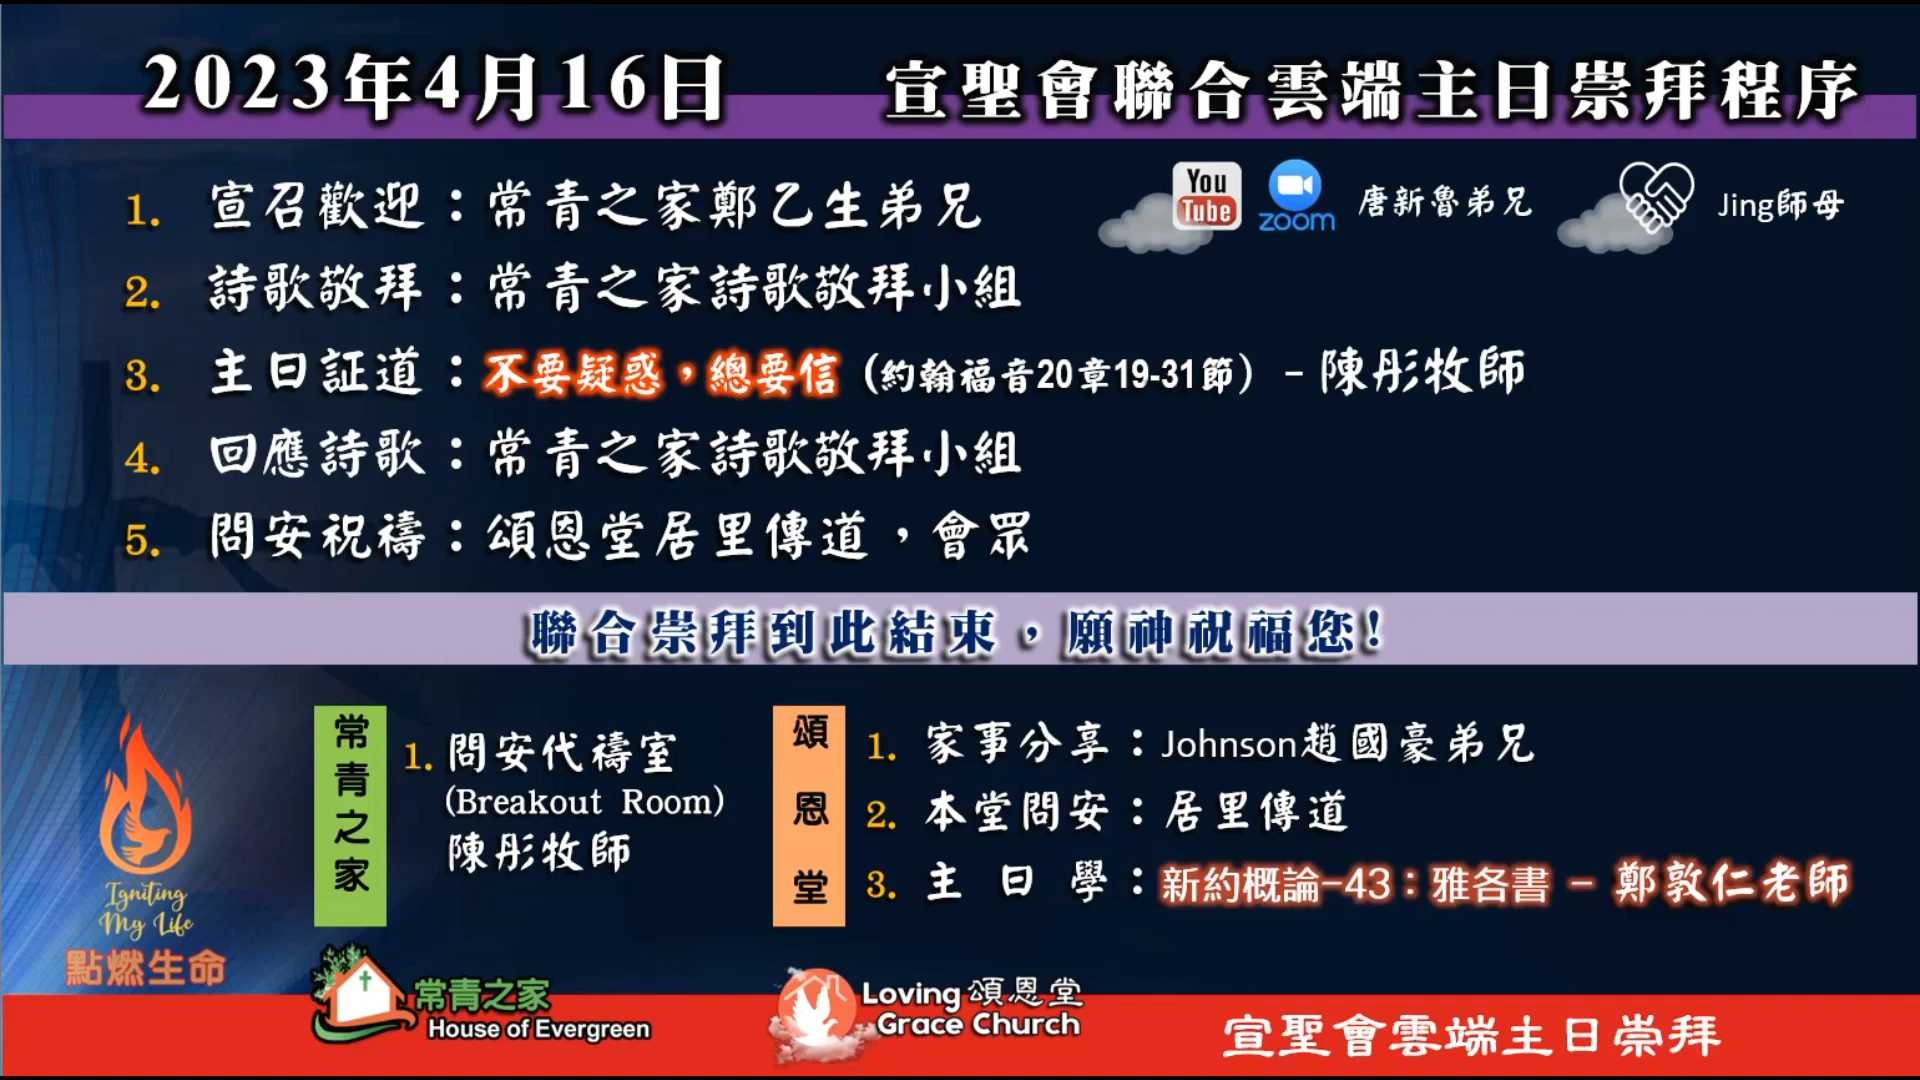 2023年4月16日 宣聖會聯合雲端主日崇拜程序
1. 宣召歡迎：常青之家鄭乙生弟兄
You Tube zoom 唐新魯弟兄 Jing師母
2. 詩歌敬拜：常青之家詩歌敬拜小組
3. 主日証道：不要疑惑，總要信 (約翰福音20章19-31節) - 陳彤牧師
4. 回應詩歌：常青之家詩歌敬拜小組
5. 問安祝禱：頌恩堂居里傳道，會眾
聯合崇拜到此結束，願神祝福您!
Igniting
My Life
點燃生命
常青之家
1. 問安代禱室
(Breakout Room)
陳彤牧師
頌恩堂
1. 家事分享：Johnson趙國豪弟兄
2. 本堂問安：居里傳道
3. 主日學：新約概論-43：雅各書 - 鄭敦仁老師
常青之家
House of Evergreen
Loving 頌恩堂
Grace Church
宣聖會雲端主日崇拜